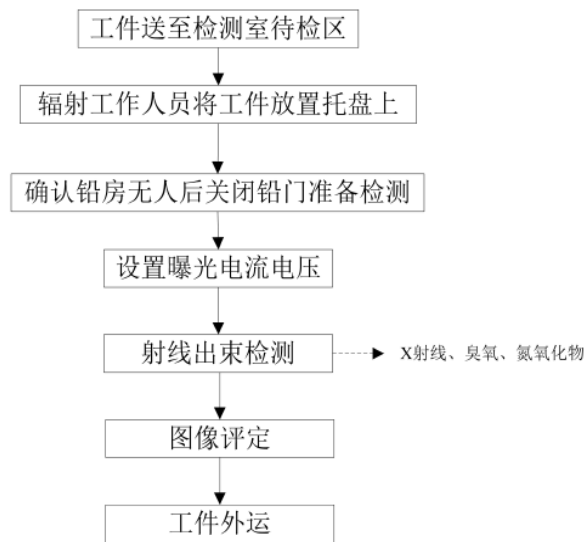 工件送至检测室待检区
辐射工作人员将工件放置托盘上
确认铅房无人后关闭铅门准备检测
设置曝光电流电压
射线出束检测
X射线、臭氧、氮氧化物
图像评定
工件外运